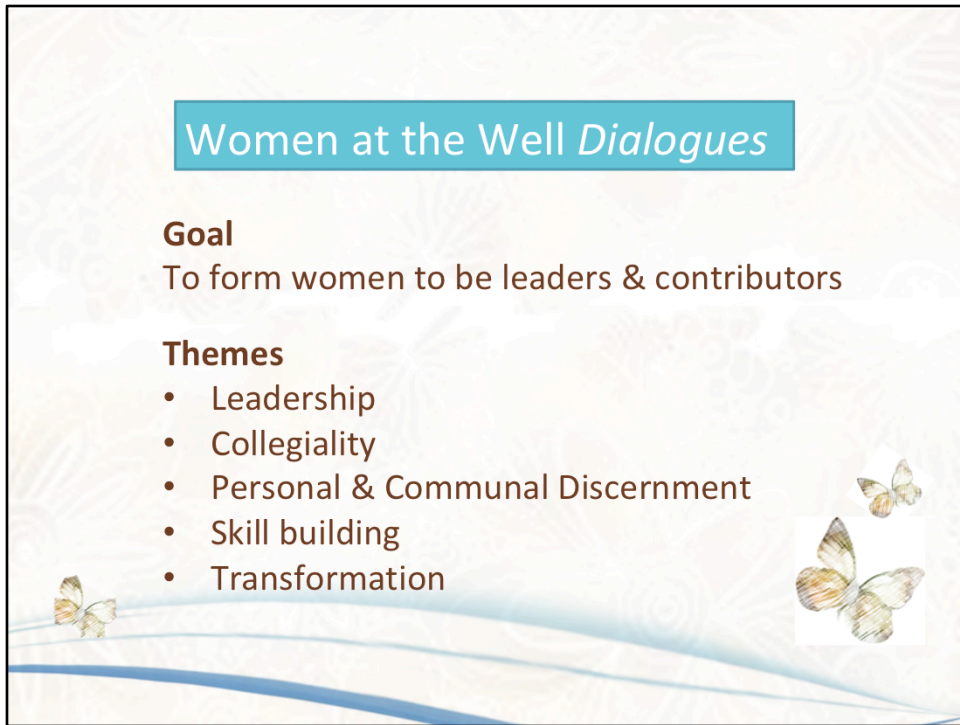 Women at the Well Dialogues
Goal
To form women to be leaders & contributors
Themes
• Leadership
• Collegiality
• Personal & Communal Discernment
• Skill building
• Transformation